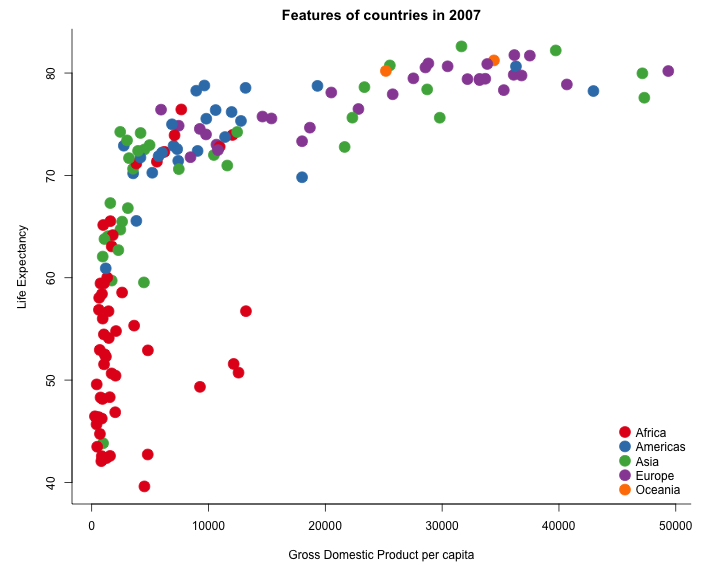 Features of countries in 2007
Life Expectancy
80
70
60
50
40
0 10000 20000 30000 40000 50000
Gross Domestic Product per capita
Africa
Americas
Asia
Europe
Oceania